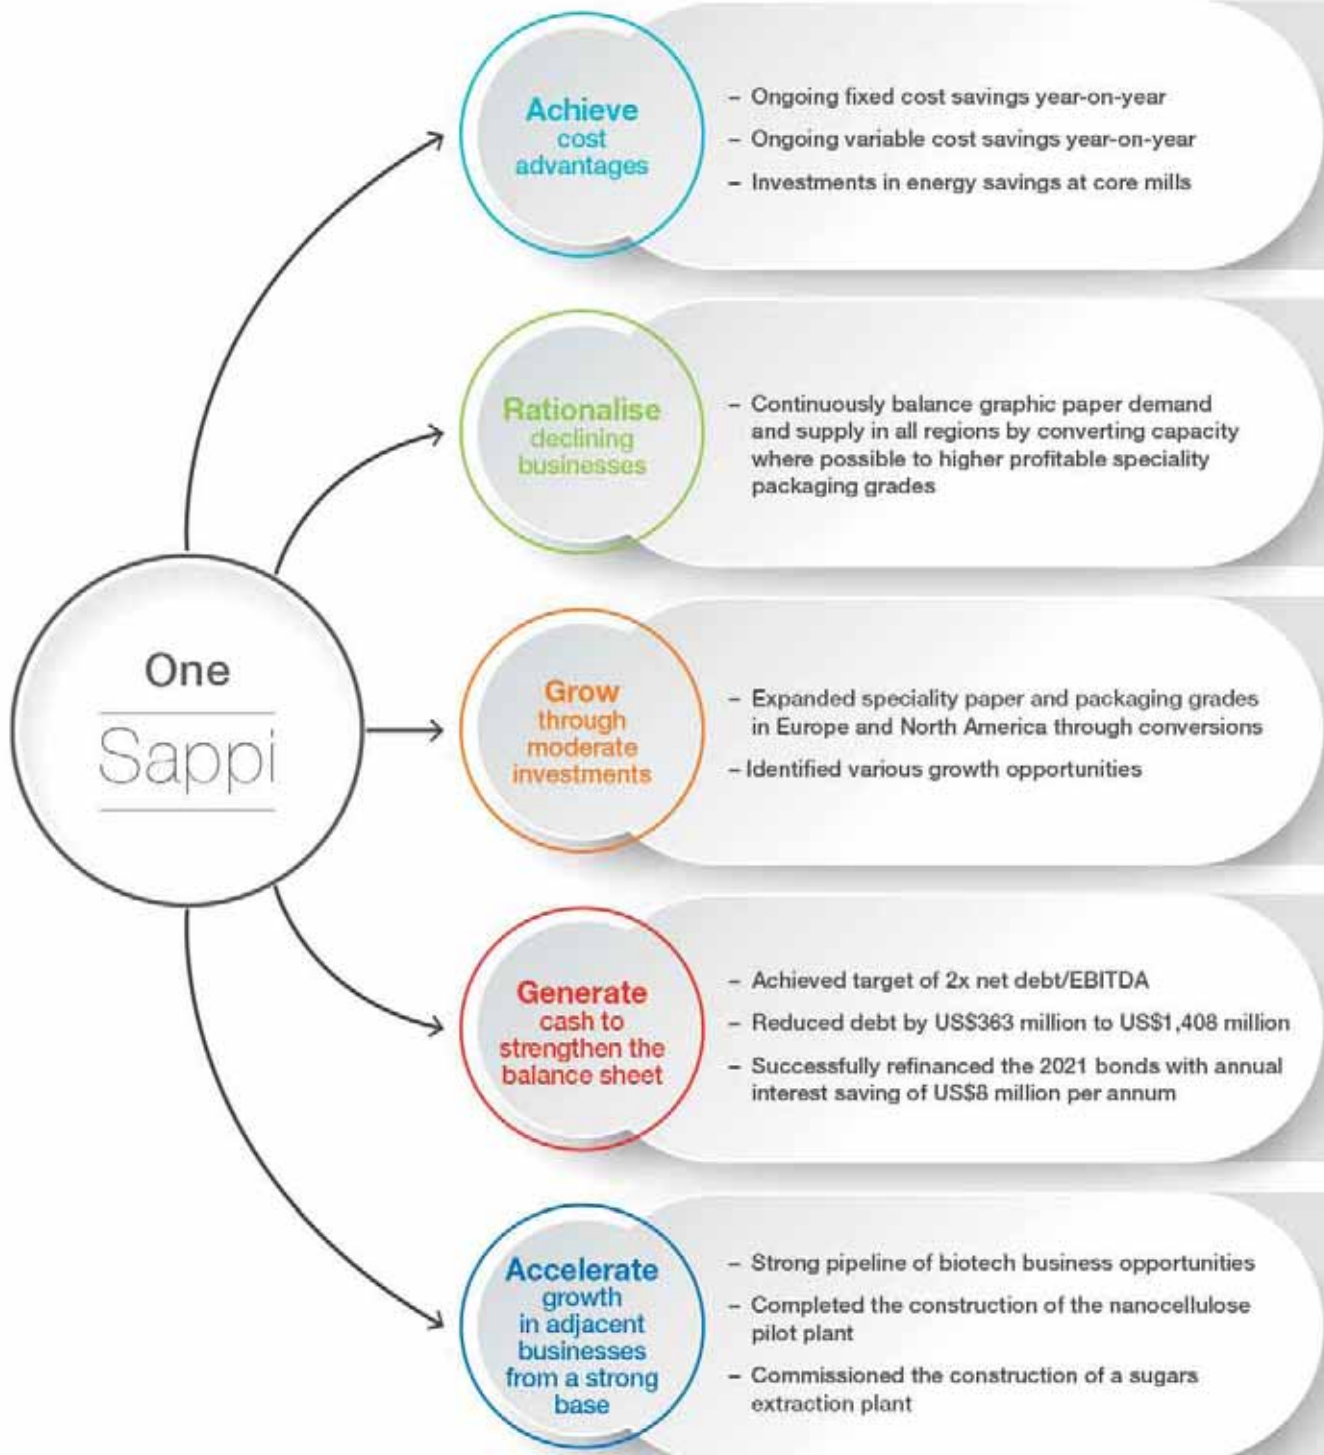 One
Sappi
Achieve
cost
advantages
– Ongoing fixed cost savings year-on-year
– Ongoing variable cost savings year-on-year
– Investments in energy savings at core mills
Rationalise
declining
businesses
– Continuously balance graphic paper demand
and supply in all regions by converting capacity
where possible to higher profitable speciality
packaging grades
Grow
through
moderate
investments
– Expanded speciality paper and packaging grades
in Europe and North America through conversions
– Identified various growth opportunities
Generate
cash to
strengthen the
balance sheet
– Achieved target of 2x net debt/EBITDA
– Reduced debt by US$363 million to US$1,408 million
– Successfully refinanced the 2021 bonds with annual
interest saving of US$8 million per annum
Accelerate
growth
in adjacent
businesses
from a strong
base
– Strong pipeline of biotech business opportunities
– Completed the construction of the nanocellulose
pilot plant
– Commissioned the construction of a sugars
extraction plant